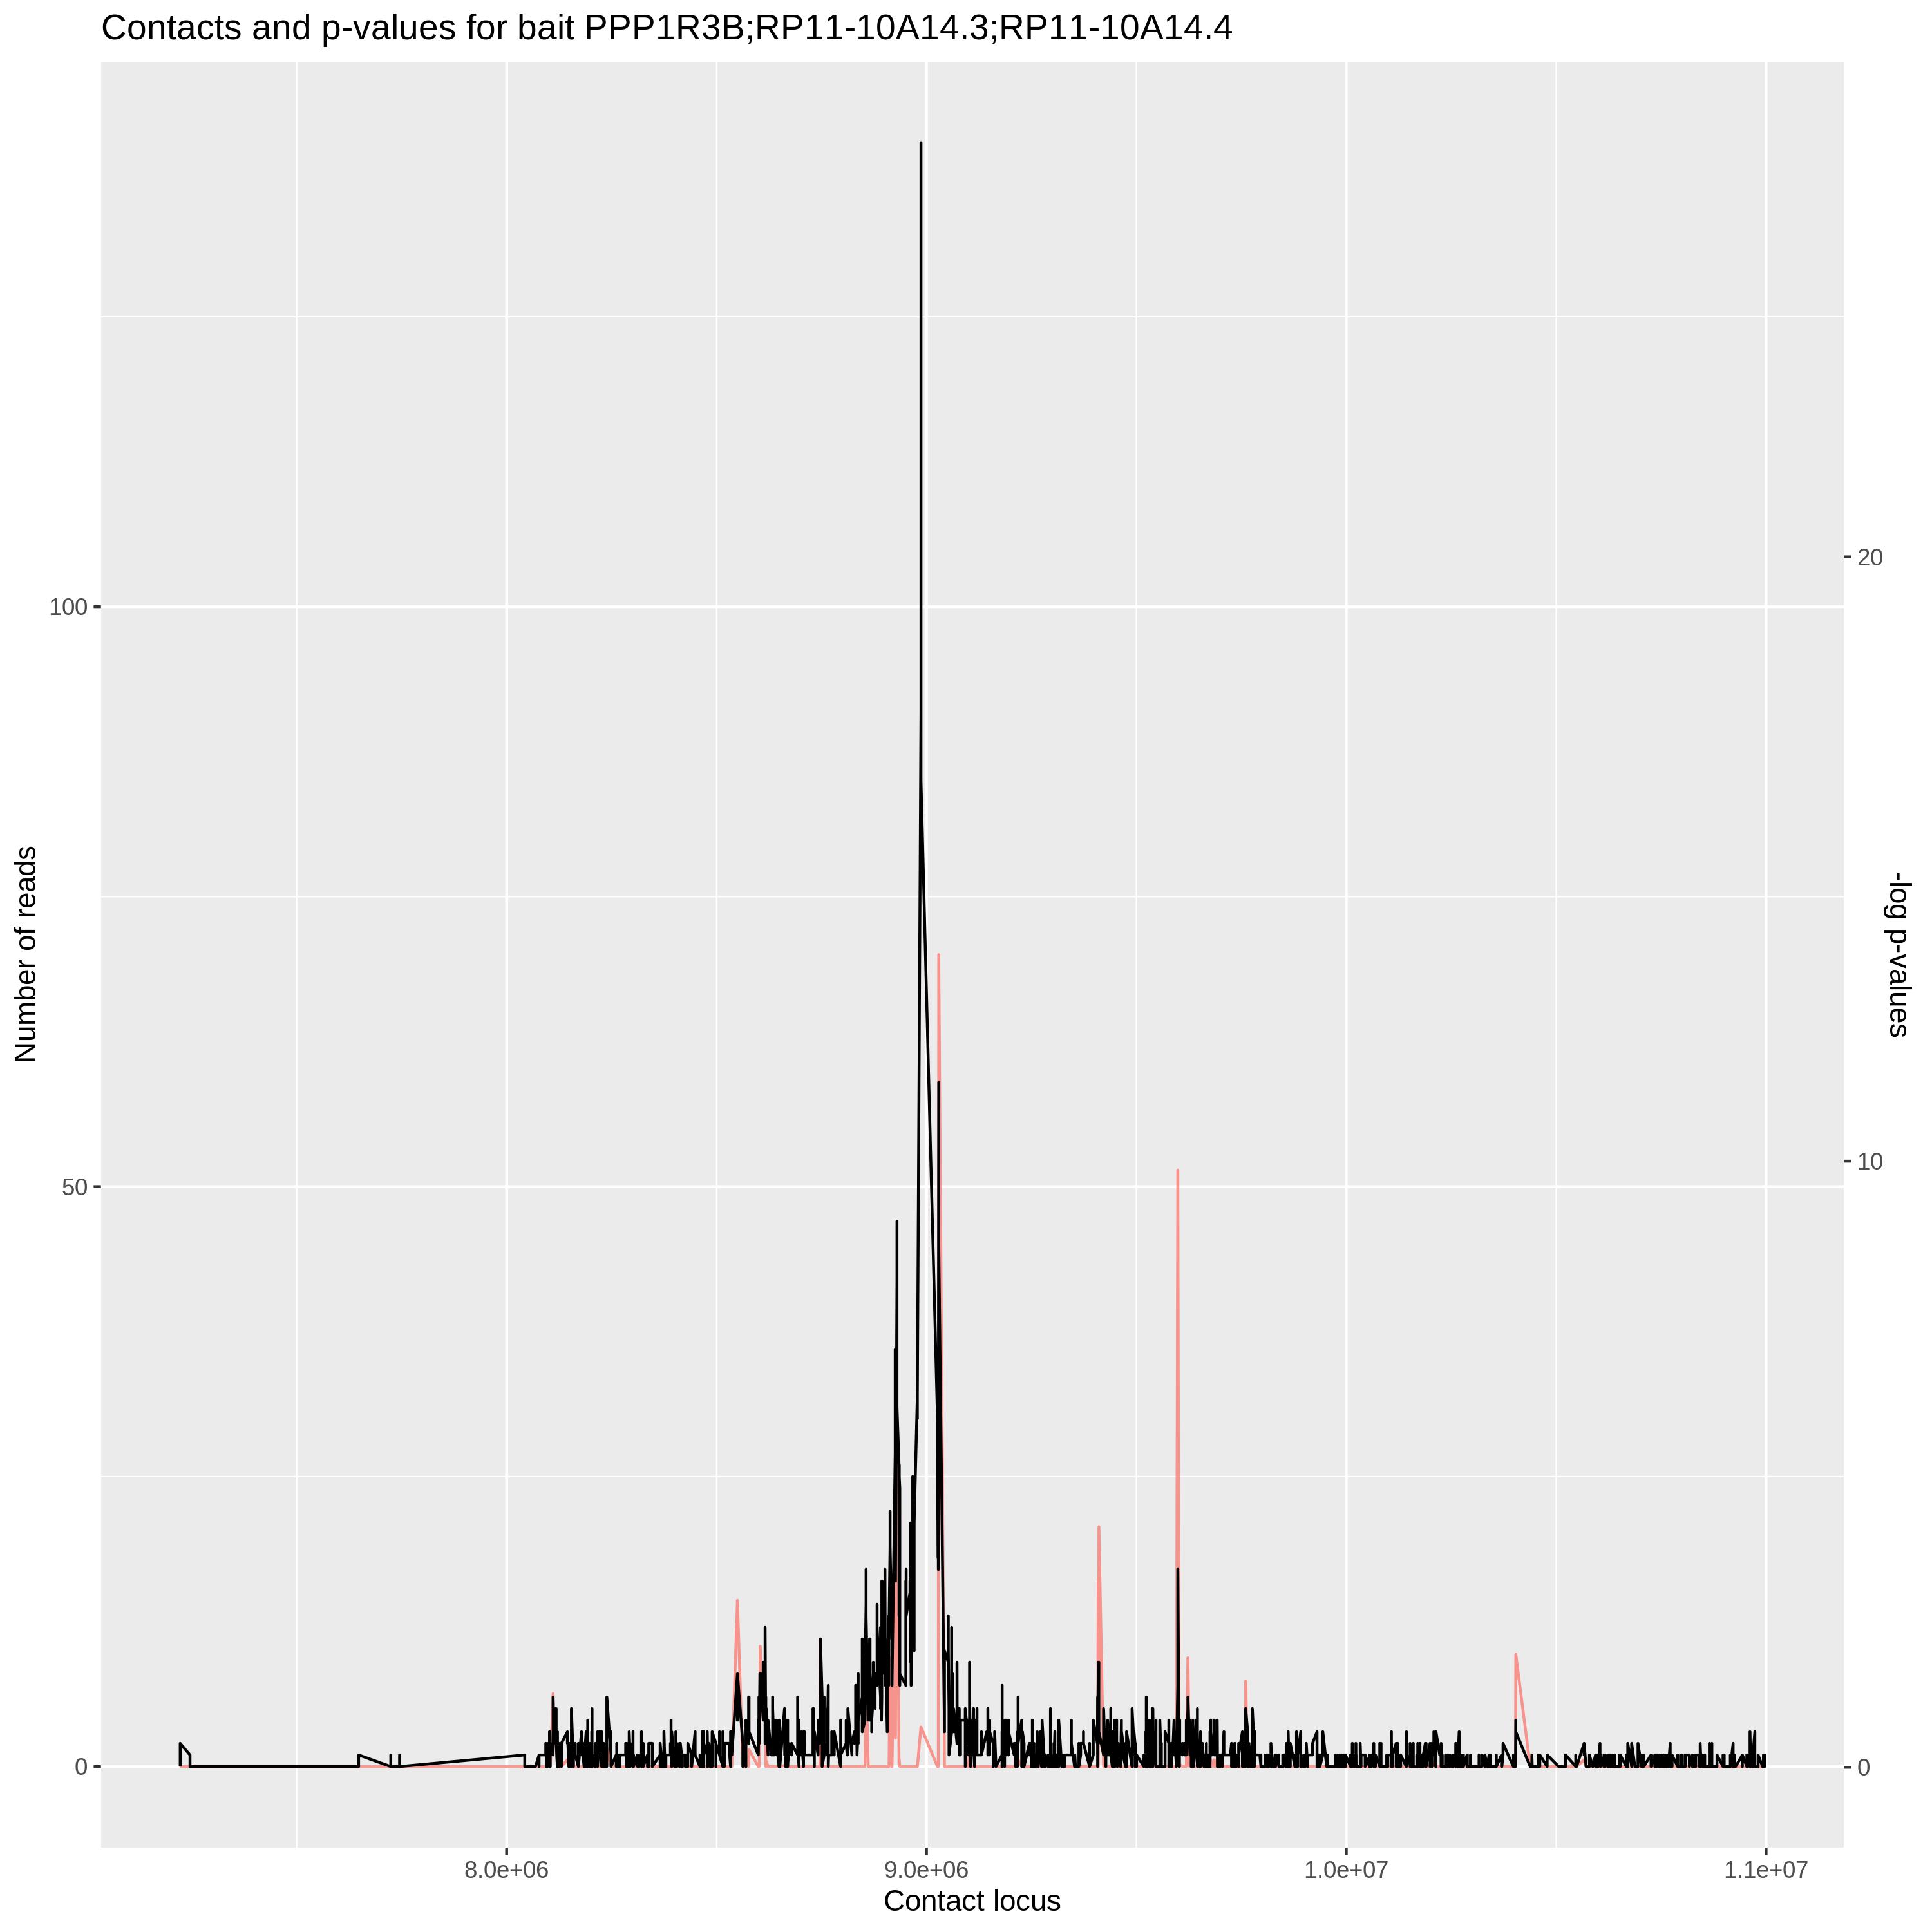 Contacts and p-values for bait PPP1R3B;RP11-10A14.3;RP11-10A14.4
Number of reads
100
50
0
20
10
0
-log p-values
8.0e+06
9.0e+06
1.0e+07
1.1e+07
Contact locus